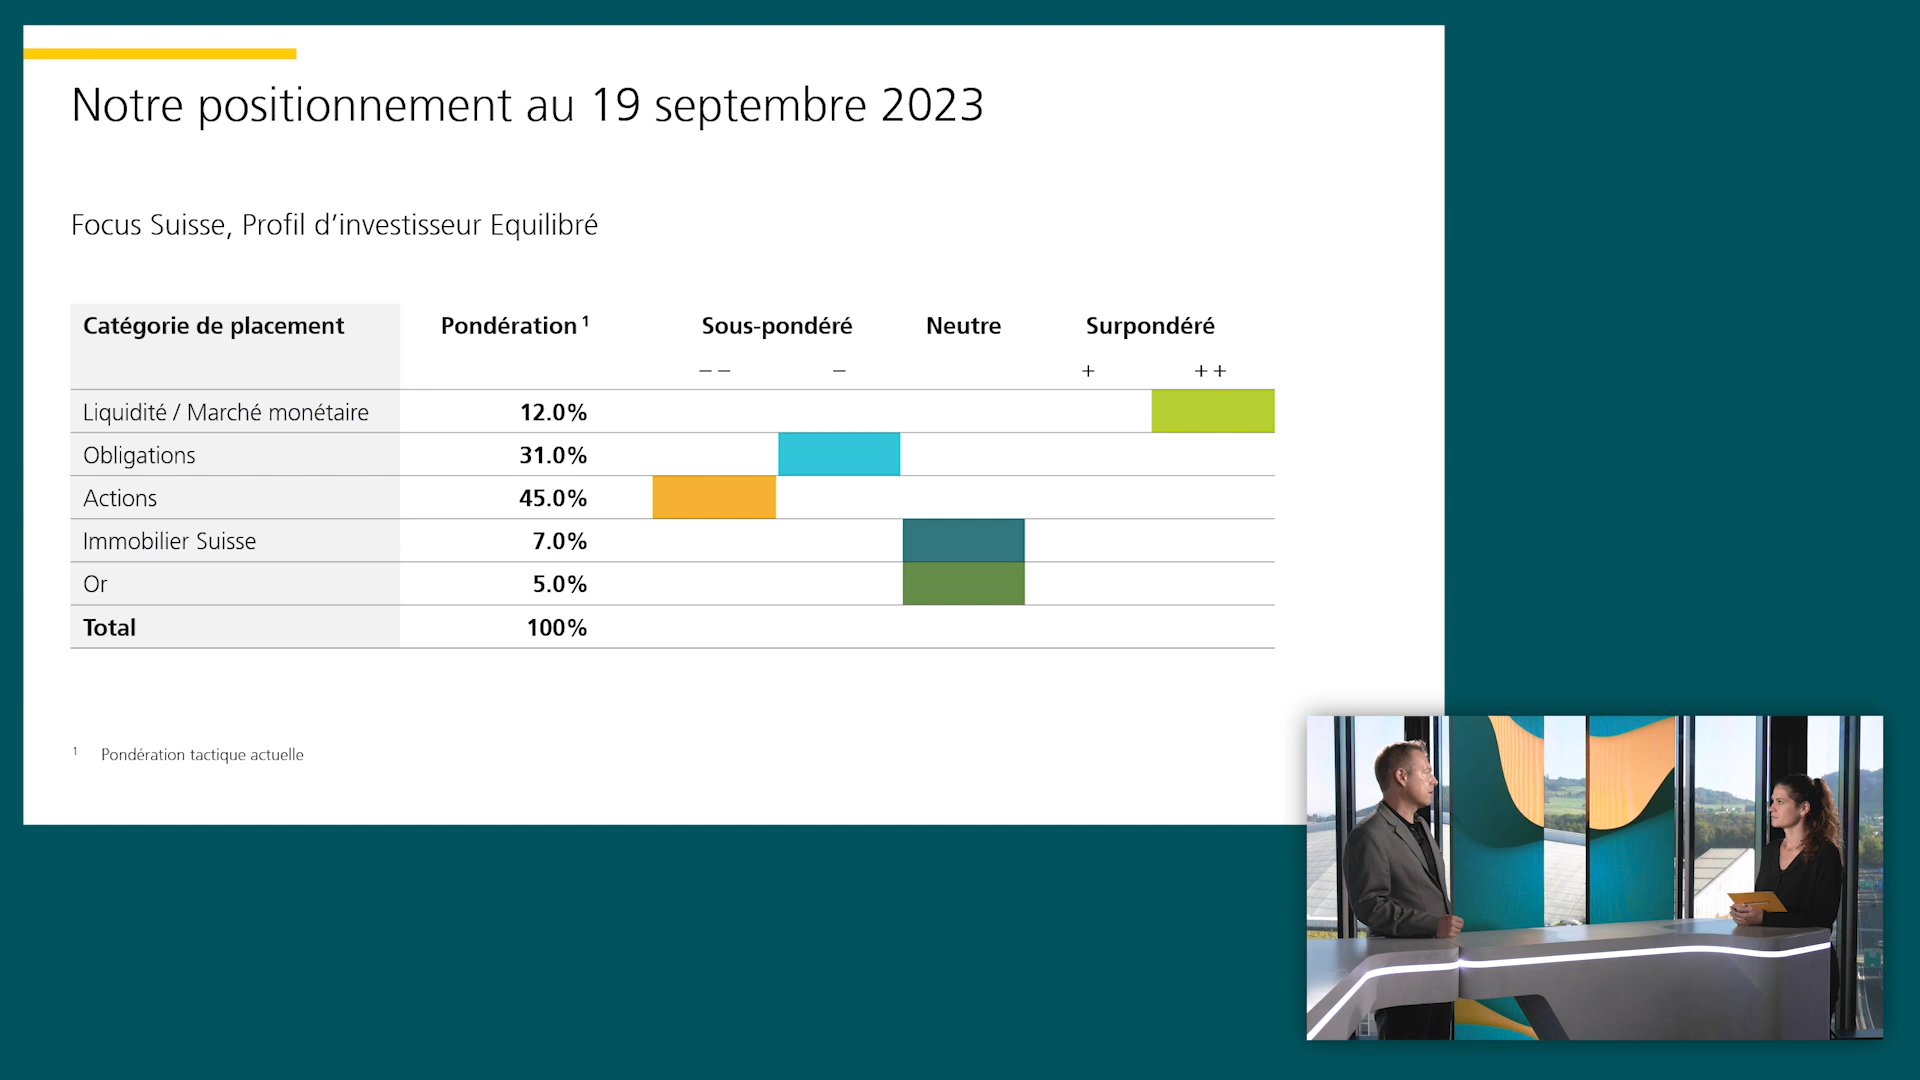 Notre positionnement au 19 septembre 2023
Focus Suisse, Profil d’investisseur Equilibré
Catégorie de placement Pondération ¹ Sous-pondéré Neutre Surpondéré
– – – + ++
Liquidité / Marché monétaire 12.0%
Obligations 31.0%
Actions 45.0%
Immobilier Suisse 7.0%
Or 5.0%
Total 100%
¹ Pondération tactique actuelle